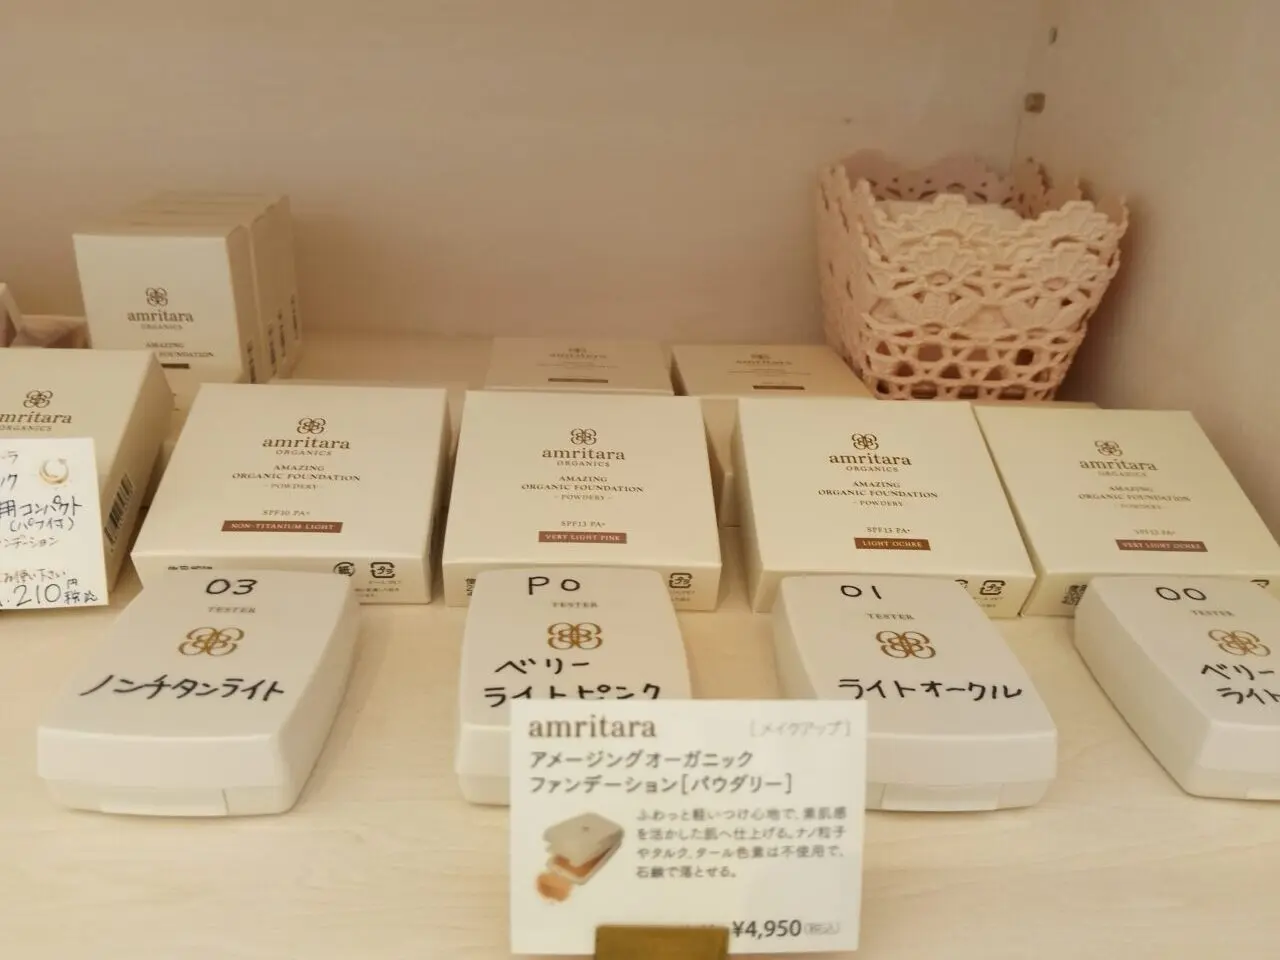 amritara
ORGANICS
AMAZING
FOUNDATION
amritara
ORGANICS
用コンパクト
(パフ付)
210円
税込
amritara
ORGANICS
AMAZING
ORGANIC FOUNDATION
- POWDERY -
SPF10 PA+
NON-TITANIUM-LIGHT
amritara
ORGANICS
AMAZING
ORGANIC FOUNDATION
- POWDERY -
SPF13 PA+
VERY LIGHT PINK
amritara
ORGANICS
AMAZING
ORGANIC FOUNDATION
- POWDERY -
SPF13 PA+
LIGHT OCHRE
amritara
ORGANICS
AMAZING
ORGANIC FOUNDATION
- POWDERY -
SPF13 PA+
VERY LIGHT OCHRE
03
TESTER
ノンチタンライト
P0
TESTER
ベリー
ライトピンク
01
TESTER
ライトオークル
00
TESTER
ベリー
ライト
amritara
[メイクアップ]
アメージングオーガニック
ファンデーション[パウダリー]
ふわっと軽いつけ心地で、素肌感
を活かした肌へ仕上げる。ナノ粒子
やタルク、タール色素は不使用で、
石鹸で落とせる。
¥4,950(税込)